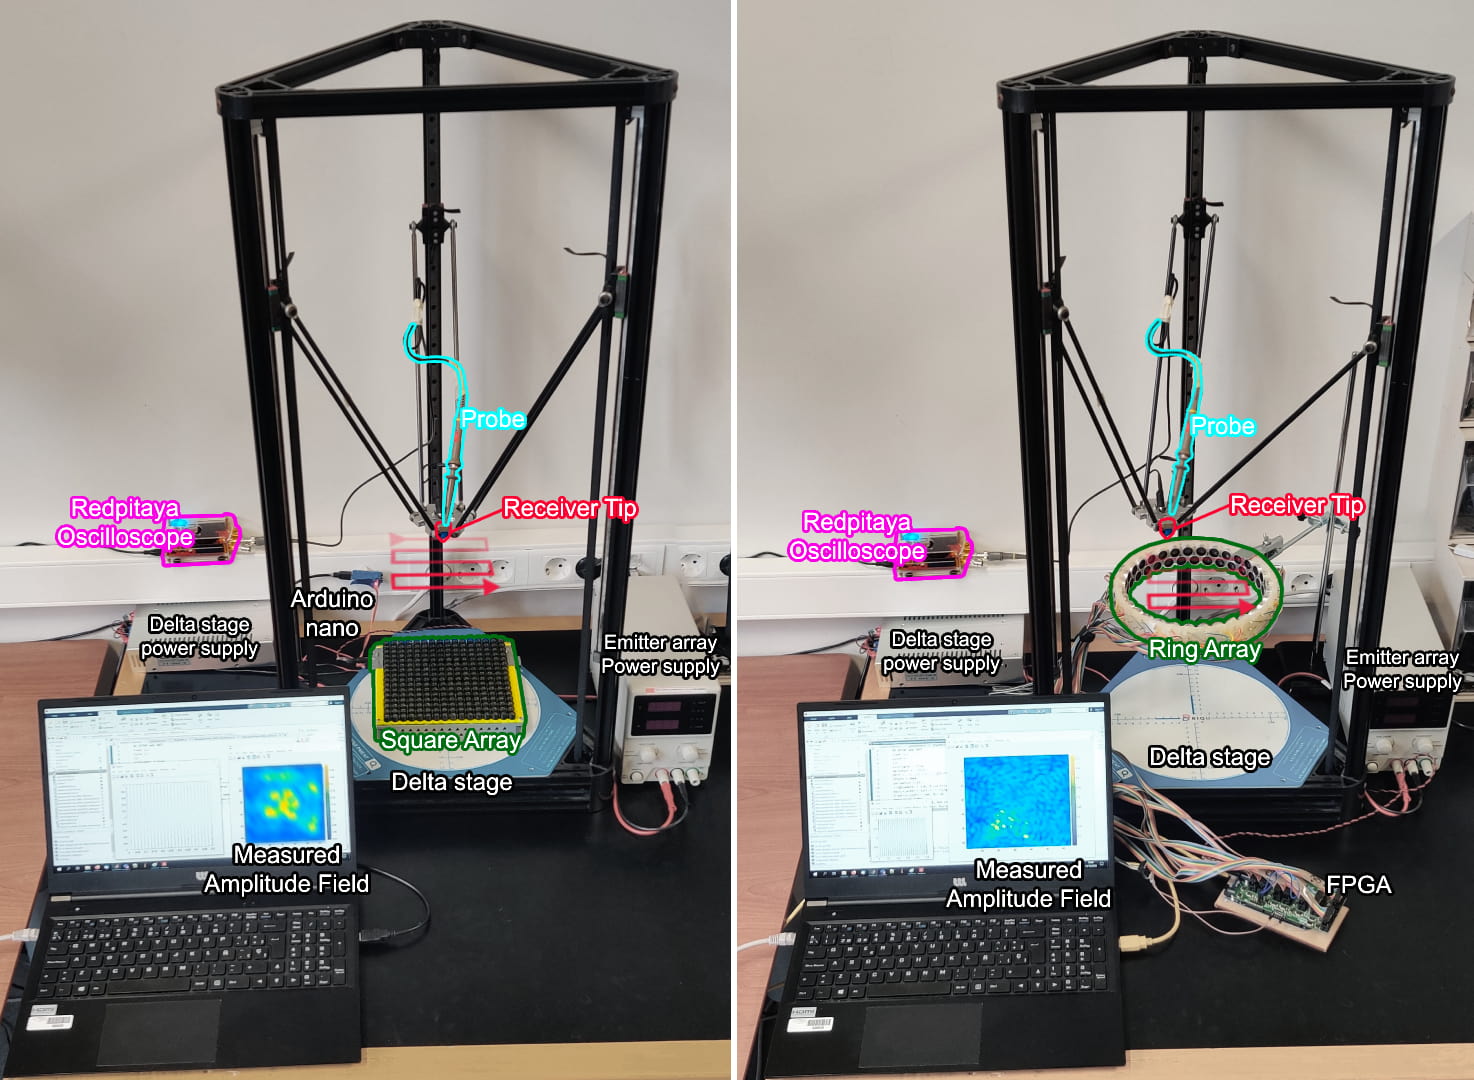 Probe
Redpitaya
Oscilloscope
Receiver Tip
Arduino
nano
Delta stage
power supply
Emitter array
Power supply
Square Array
Delta stage
Measured
Amplitude Field
HDMI
Probe
Redpitaya
Oscilloscope
Receiver Tip
Delta stage
power supply
Ring Array
Emitter array
Power supply
Delta stage
Measured
Amplitude Field
FPGA
HDMI